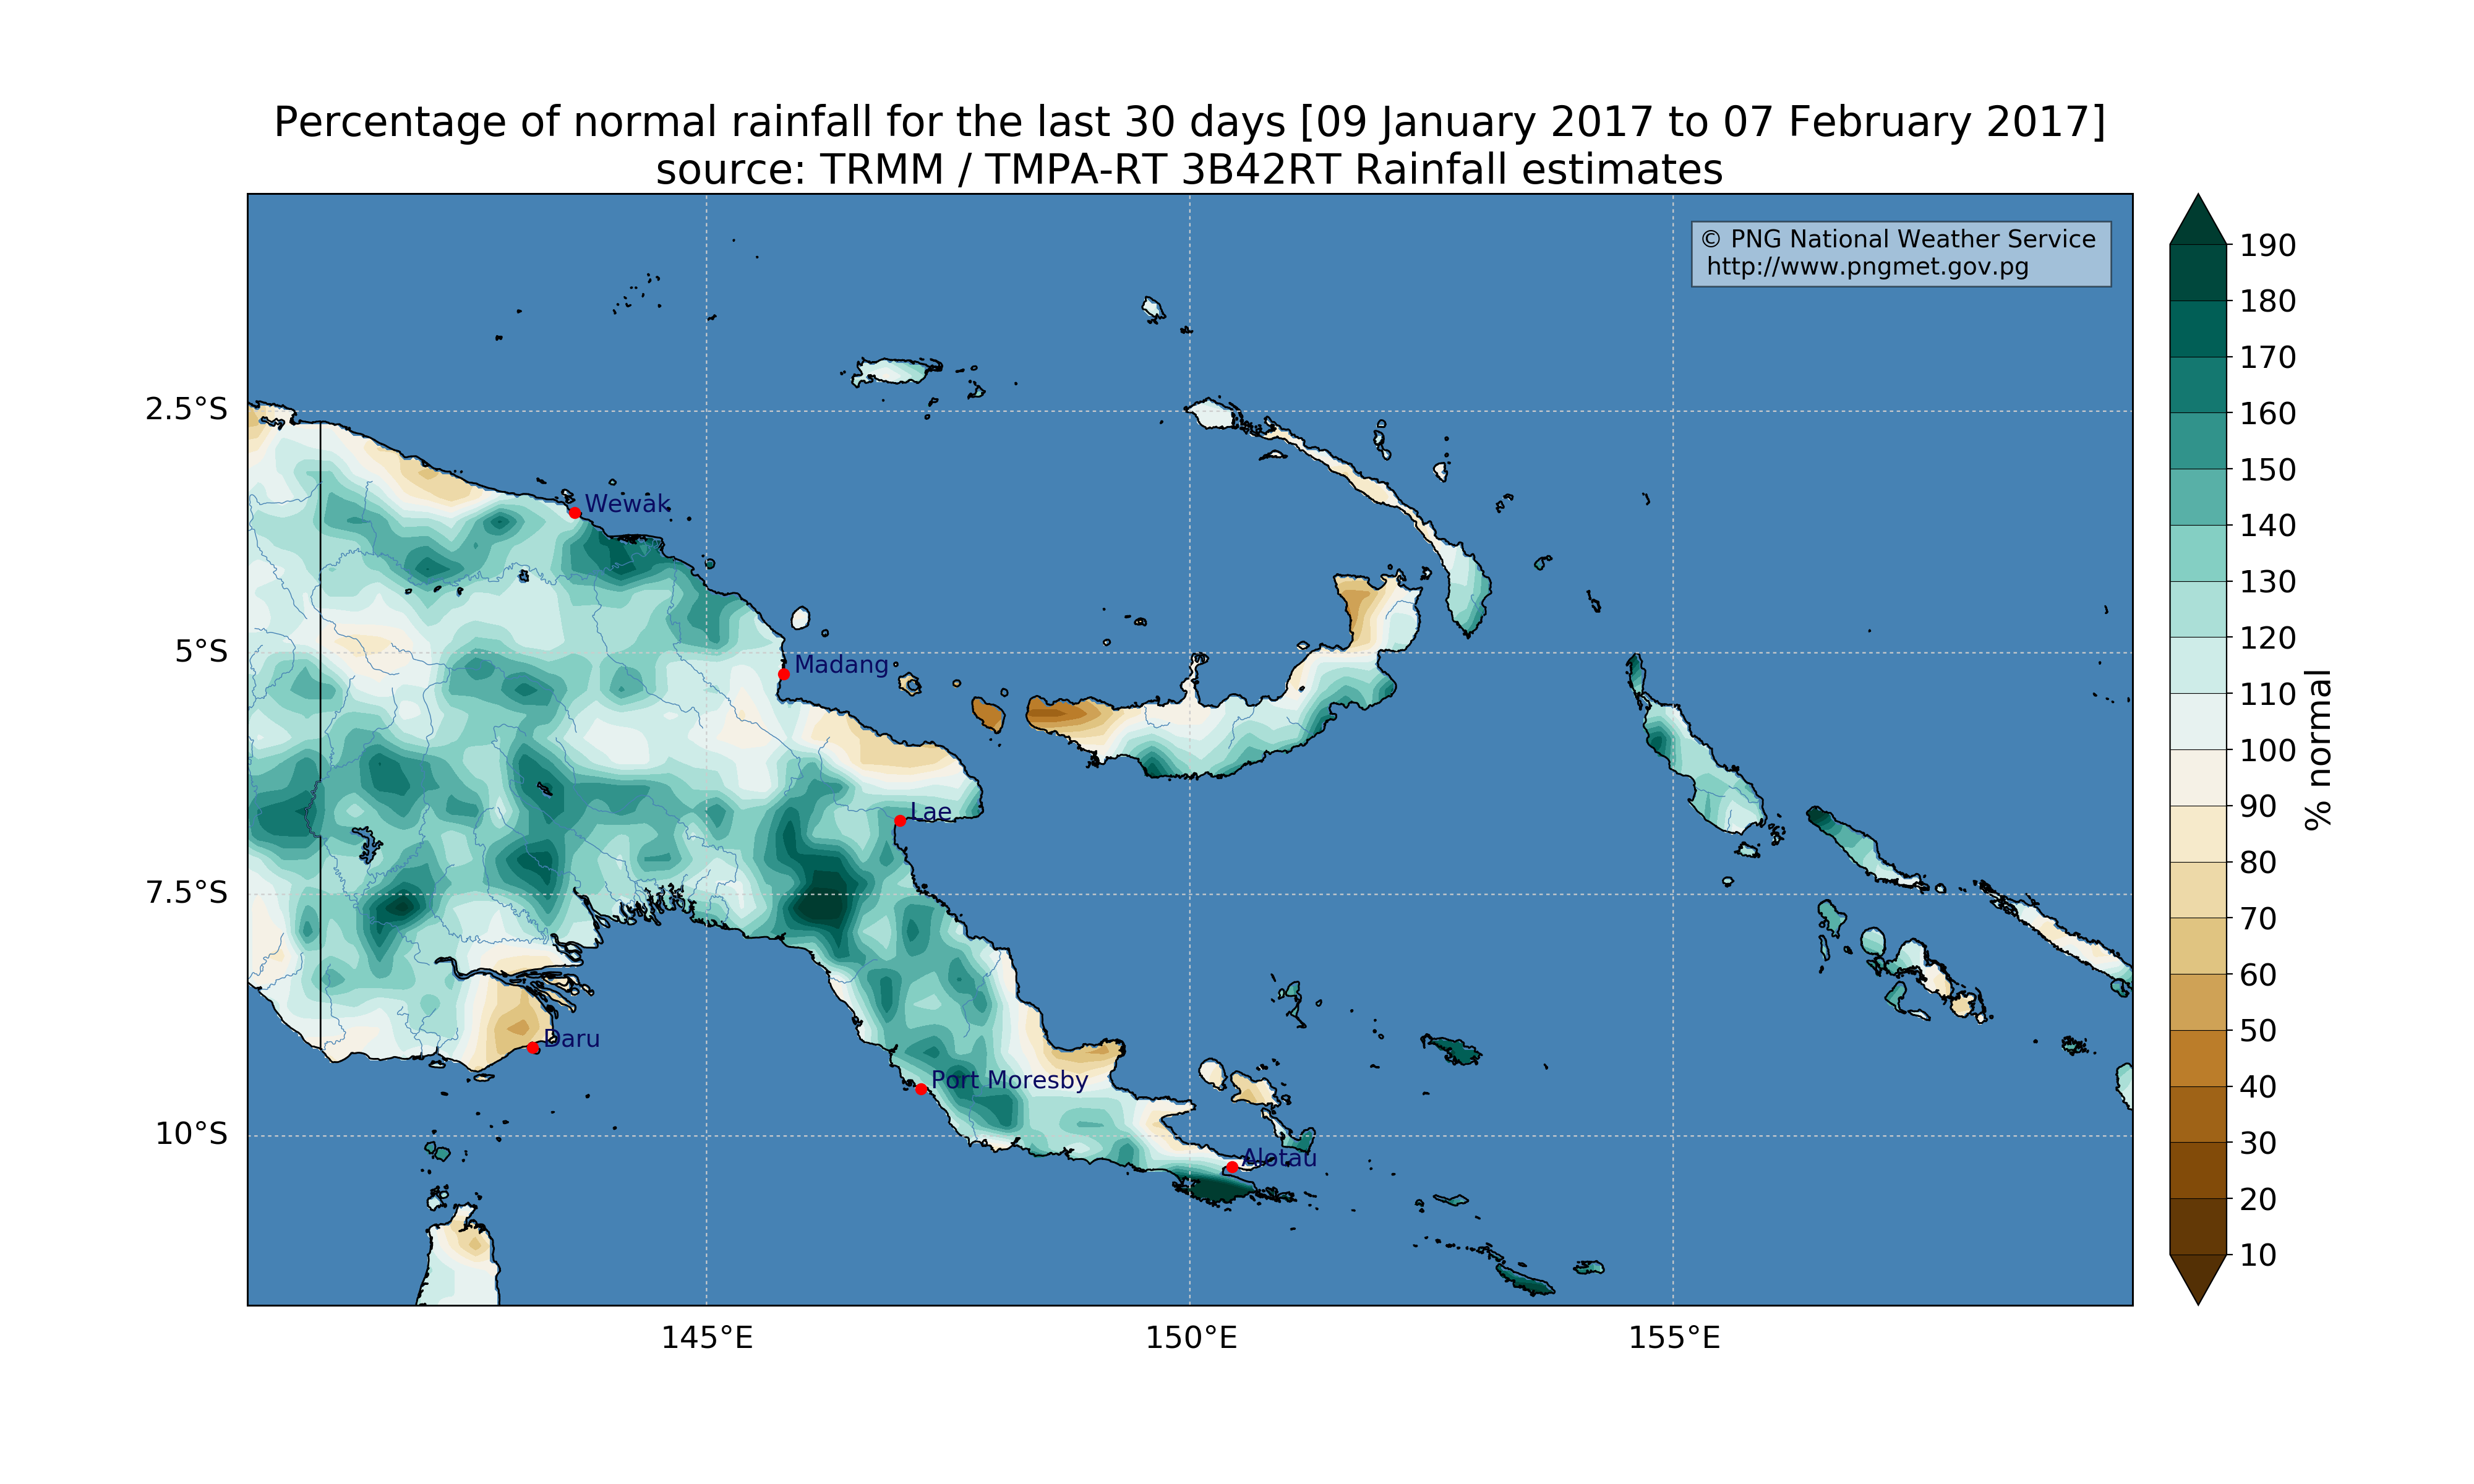 Percentage of normal rainfall for the last 30 days [09 January 2017 to 07 February 2017]
source: TRMM / TMPA-RT 3B42RT Rainfall estimates
© PNG National Weather Service
http://www.pngmet.gov.pg
2.5°S
5°S
7.5°S
10°S
Wewak
Madang
Lae
Daru
Port Moresby
Alotau
145°E
150°E
155°E
190
180
170
160
150
140
130
120
110
100
90
80
70
60
50
40
30
20
10
% normal